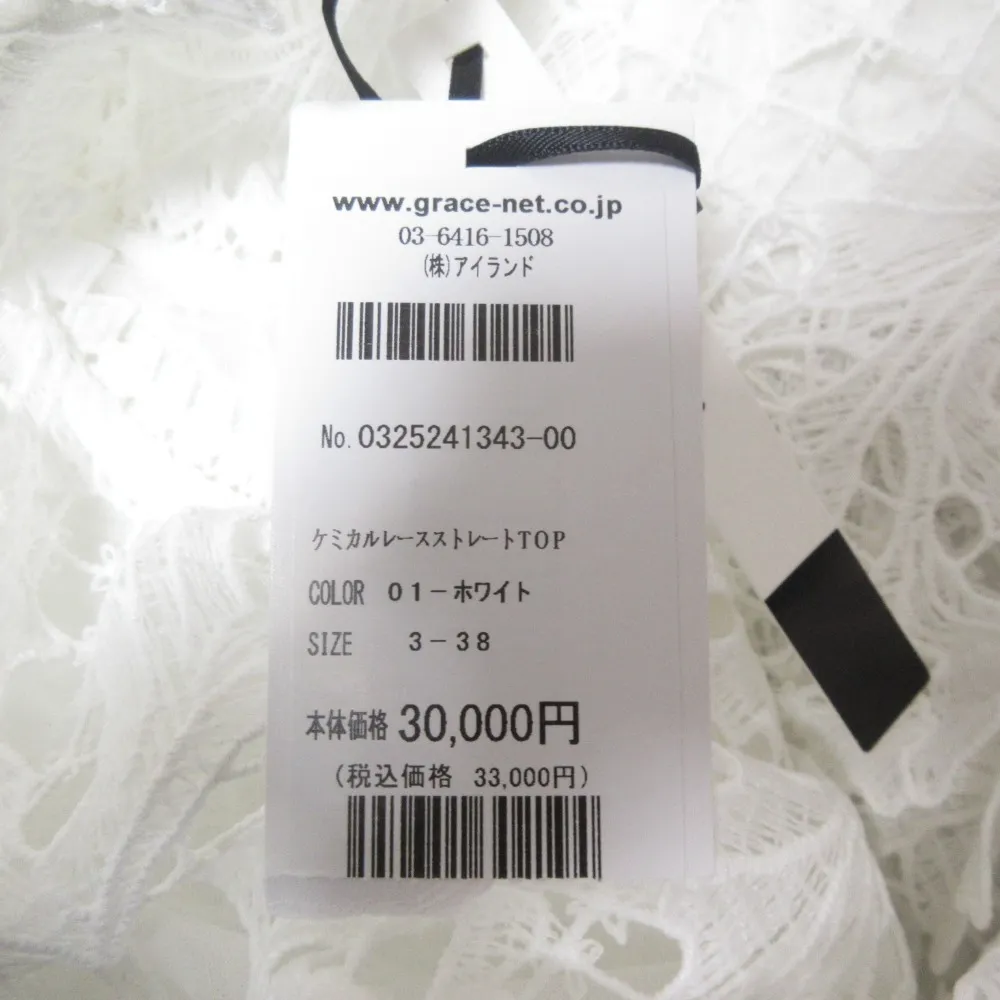 www.grace-net.co.jp
03-6416-1508
(株)アイランド
No.0325241343-00
ケミカルレースストレートTOP
COLOR 01-ホワイト
SIZE 3-38
本体価格 30,000円
(税込価格 33,000円)